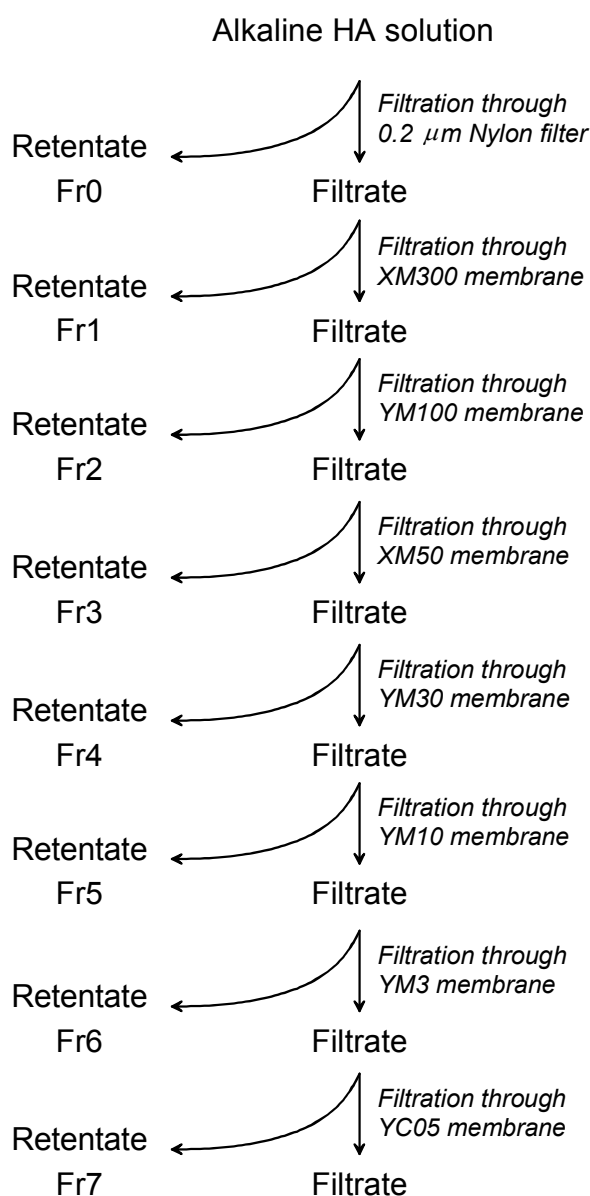 Alkaline HA solution
Filtration through
0.2 μm Nylon filter
Retentate
Fr0
Filtrate
Filtration through
XM300 membrane
Retentate
Fr1
Filtrate
Filtration through
YM100 membrane
Retentate
Fr2
Filtrate
Filtration through
XM50 membrane
Retentate
Fr3
Filtrate
Filtration through
YM30 membrane
Retentate
Fr4
Filtrate
Filtration through
YM10 membrane
Retentate
Fr5
Filtrate
Filtration through
YM3 membrane
Retentate
Fr6
Filtrate
Filtration through
YC05 membrane
Retentate
Fr7
Filtrate